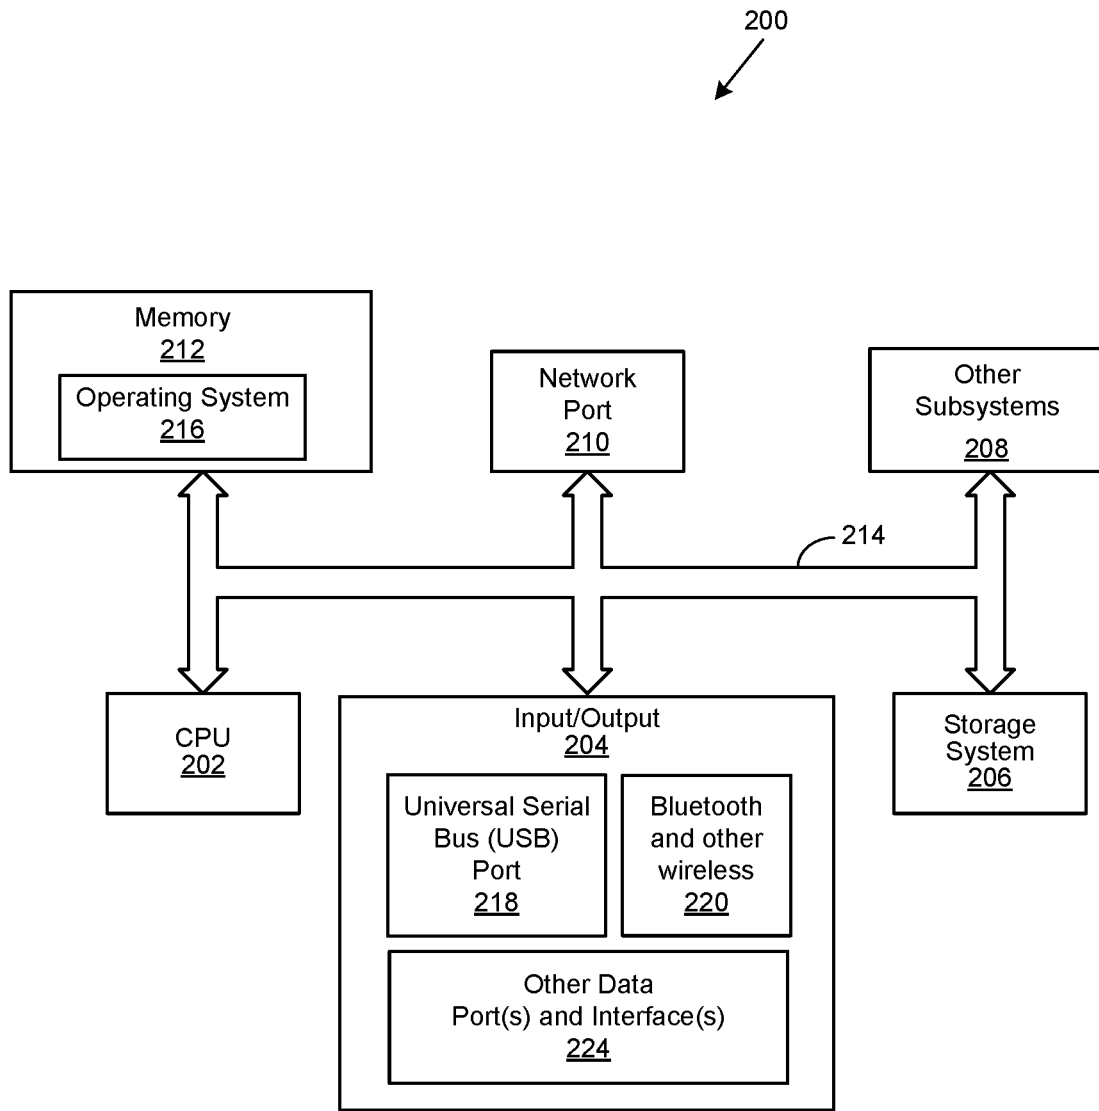 200
Memory
212
Operating System
216
Network
Port
210
Other
Subsystems
208
214
CPU
202
Input/Output
204
Universal Serial
Bus (USB)
Port
218
Bluetooth
and other
wireless
220
Other Data
Port(s) and Interface(s)
224
Storage
System
206